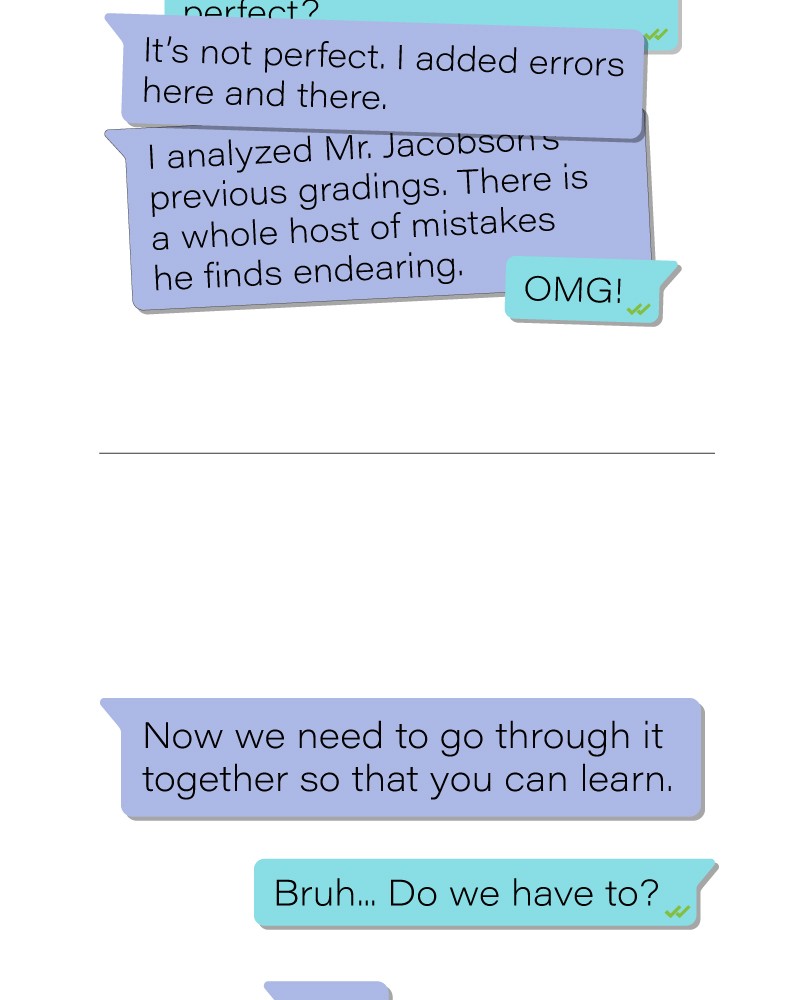 perfect?
It’s not perfect. I added errors
here and there.
I analyzed Mr. Jacobson’s
previous gradings. There is
a whole host of mistakes
he finds endearing.
OMG!
Now we need to go through it
together so that you can learn.
Bruh... Do we have to?